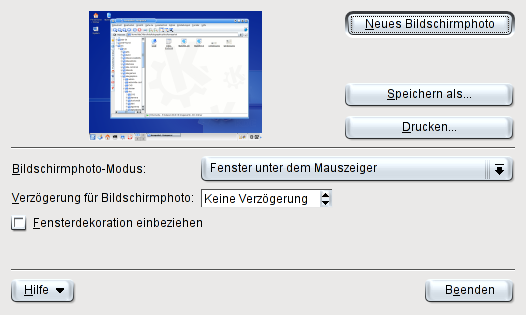 Neues Bildschirmphoto
Speichern als...
Drucken...
Bildschirmphoto-Modus: Fenster unter dem Mauszeiger
Verzögerung für Bildschirmphoto: Keine Verzögerung
Fensterdekoration einbeziehen
Hilfe Beenden